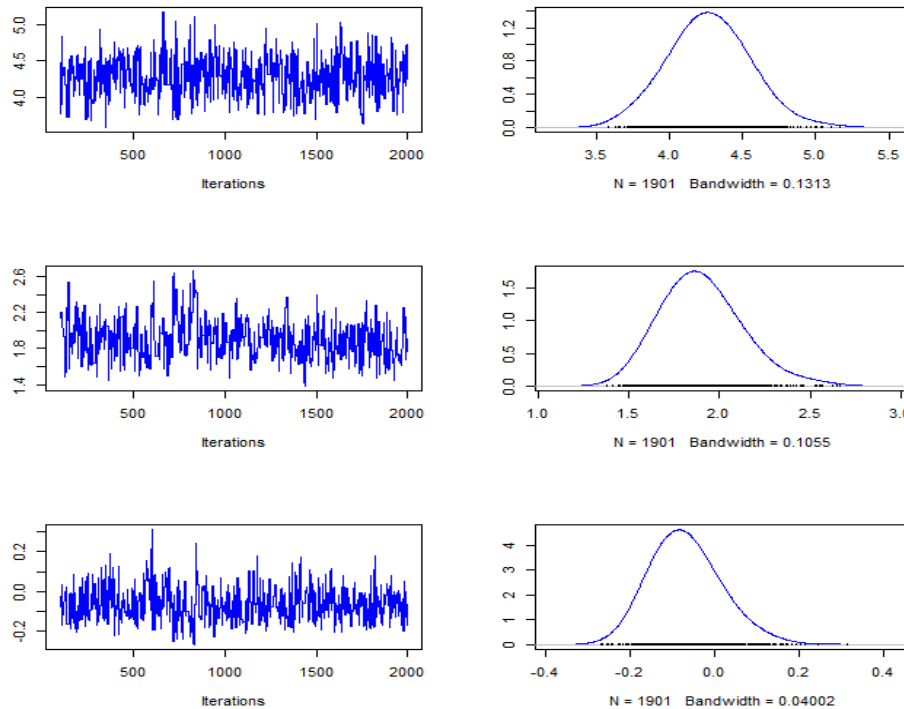 5.0
4.5
4.0
500 1000 1500 2000
Iterations
1.2
0.8
0.4
0.0
3.5 4.0 4.5 5.0 5.5
N = 1901 Bandwidth = 0.1313
2.6
2.2
1.8
1.4
500 1000 1500 2000
Iterations
1.5
1.0
0.5
0.0
1.0 1.5 2.0 2.5 3.0
N = 1901 Bandwidth = 0.1055
0.2
0.0
-0.2
500 1000 1500 2000
Iterations
4
3
2
1
0
-0.4 -0.2 0.0 0.2 0.4
N = 1901 Bandwidth = 0.04002